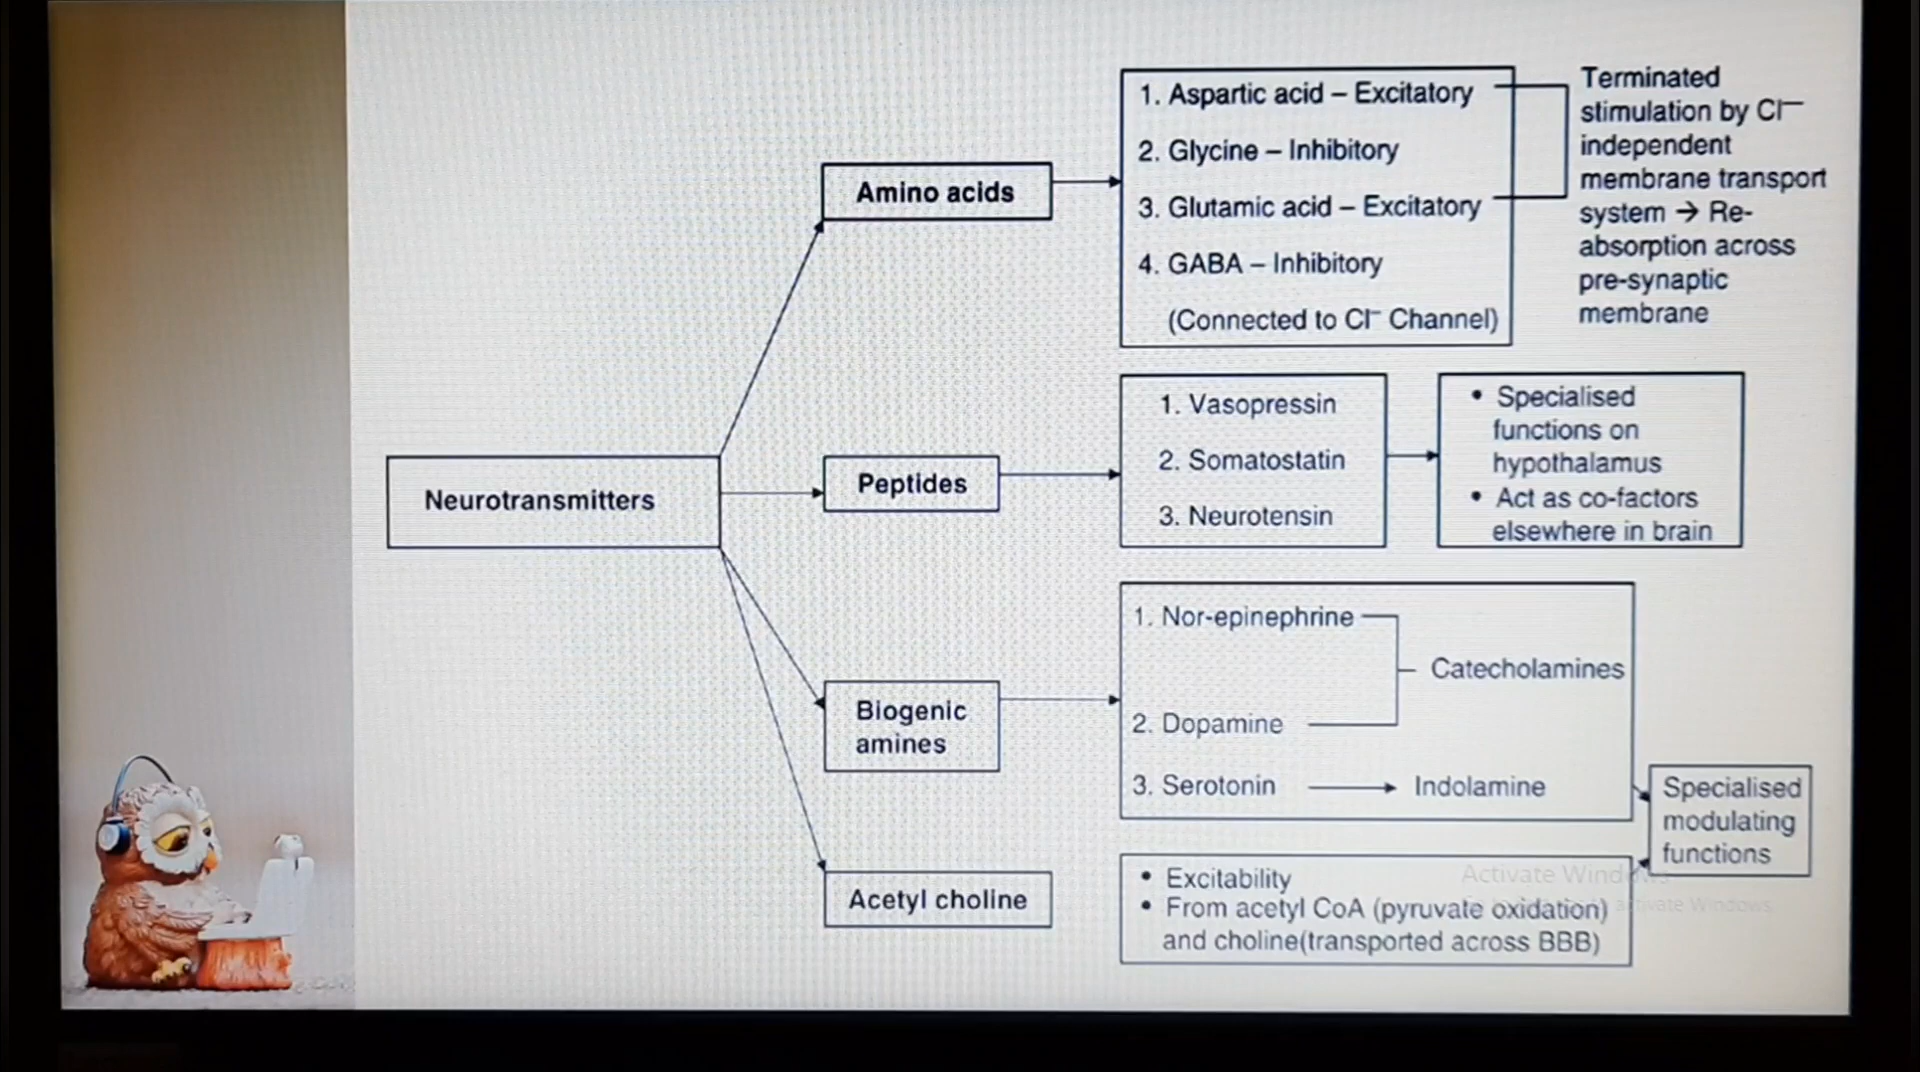 Neurotransmitters
Amino acids
1. Aspartic acid – Excitatory
2. Glycine – Inhibitory
3. Glutamic acid – Excitatory
4. GABA – Inhibitory
(Connected to Cl⁻ Channel)
Terminated
stimulation by Cl⁻
independent
membrane transport
system → Re-
absorption across
pre-synaptic
membrane
Peptides
1. Vasopressin
2. Somatostatin
3. Neurotensin
• Specialised
functions on
hypothalamus
• Act as co-factors
elsewhere in brain
Biogenic
amines
1. Nor-epinephrine
Catecholamines
2. Dopamine
3. Serotonin
Indolamine
Specialised
modulating
functions
Acetyl choline
• Excitability
• From acetyl CoA (pyruvate oxidation)
and choline(transported across BBB)
Activate Windows
activate Windows